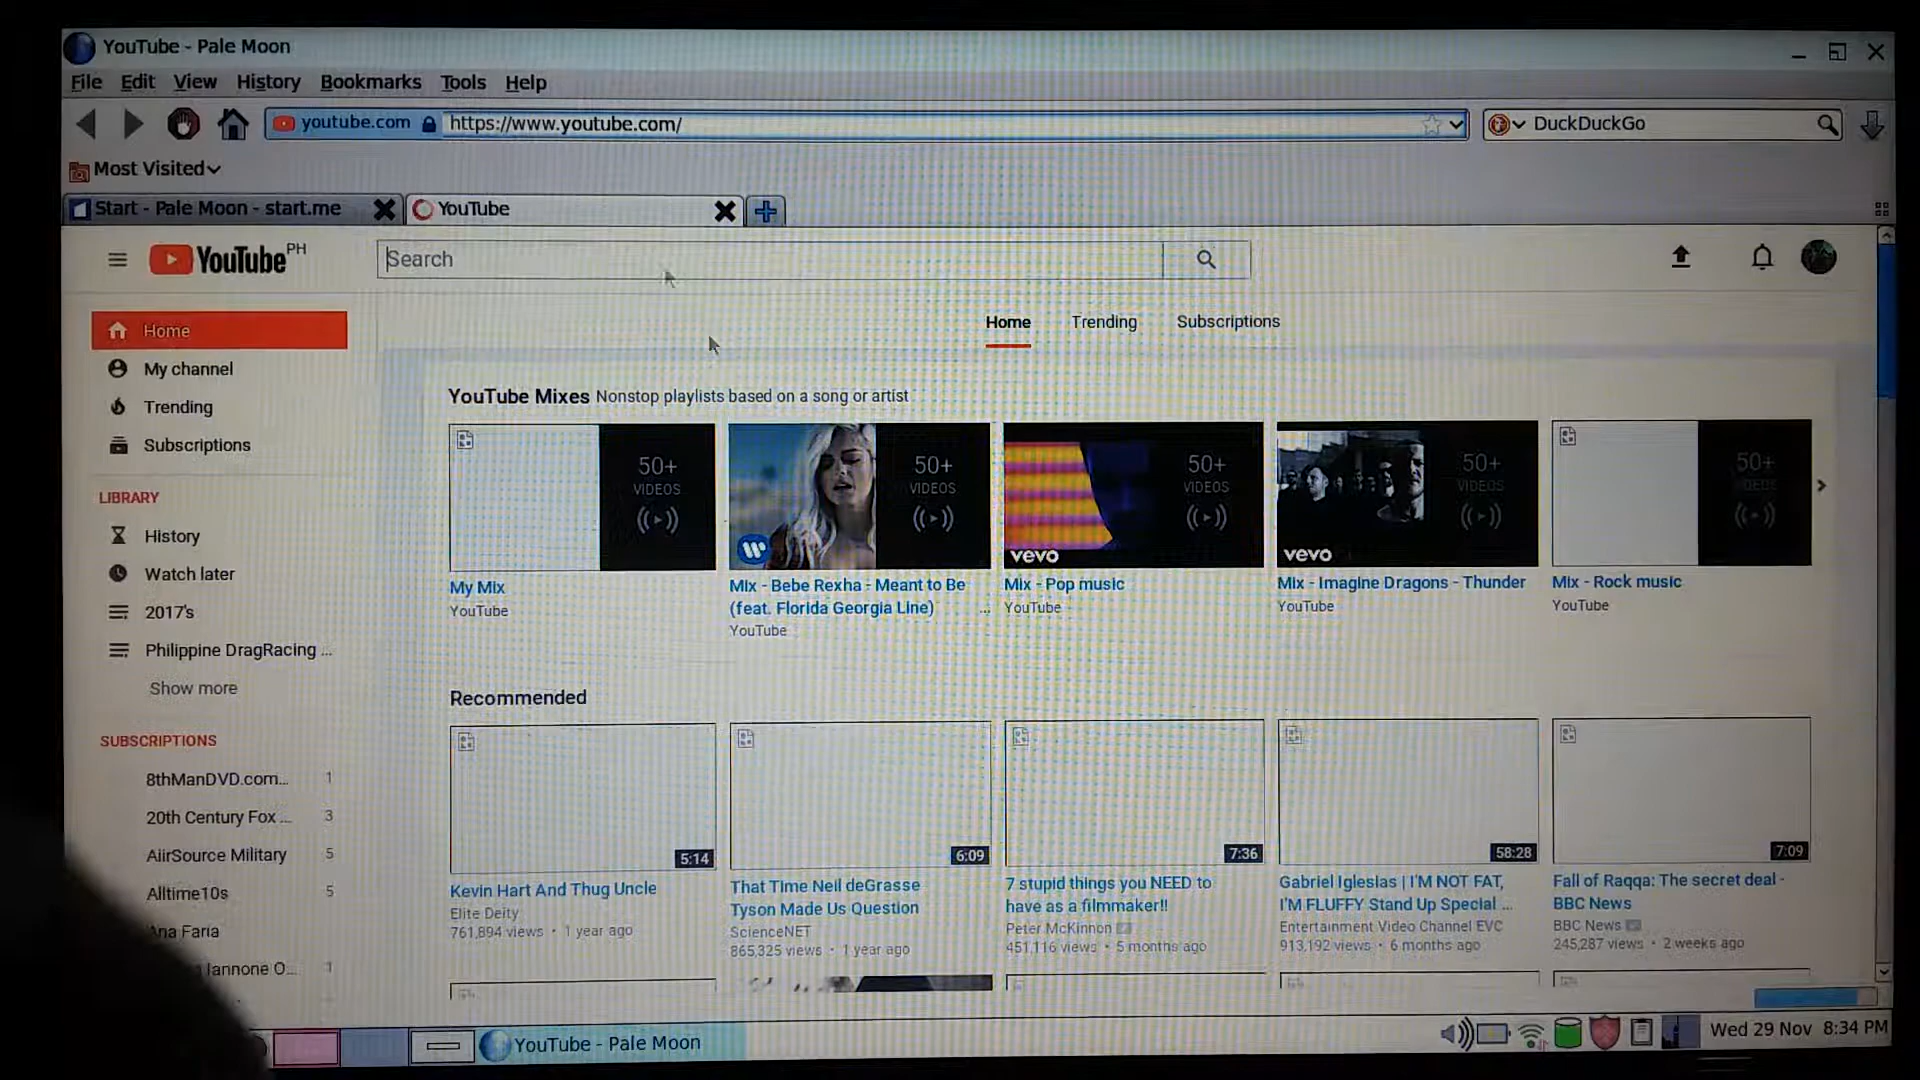 YouTube - Pale Moon
File Edit View History Bookmarks Tools Help
youtube.com https://www.youtube.com/ DuckDuckGo
Most Visited
Start - Pale Moon - start.me YouTube
YouTube PH Search
Home Trending Subscriptions
Home
My channel
Trending
Subscriptions
LIBRARY
History
Watch later
2017's
Philippine DragRacing ...
Show more
SUBSCRIPTIONS
8thManDVD.com... 1
20th Century Fox ... 3
AiirSource Military 5
Alltime10s 5
Ana Faria
Iannone O... 1
YouTube Mixes Nonstop playlists based on a song or artist
50+ VIDEOS
My Mix
YouTube
50+ VIDEOS
Mix - Bebe Rexha - Meant to Be
(feat. Florida Georgia Line) ...
YouTube
50+ VIDEOS
vevo
Mix - Pop music
YouTube
50+ VIDEOS
vevo
Mix - Imagine Dragons - Thunder
YouTube
50+ VIDEOS
Mix - Rock music
YouTube
Recommended
5:14
Kevin Hart And Thug Uncle
Elite Deity
761,894 views • 1 year ago
6:09
That Time Neil deGrasse
Tyson Made Us Question
ScienceNET
865,325 views • 1 year ago
7:36
7 stupid things you NEED to
have as a filmmaker!!
Peter McKinnon
451,116 views • 5 months ago
58:28
Gabriel Iglesias | I'M NOT FAT,
I'M FLUFFY Stand Up Special ...
Entertainment Video Channel EVC
913,192 views • 6 months ago
7:09
Fall of Raqqa: The secret deal -
BBC News
BBC News
245,287 views • 2 weeks ago
YouTube - Pale Moon
Wed 29 Nov 8:34 PM